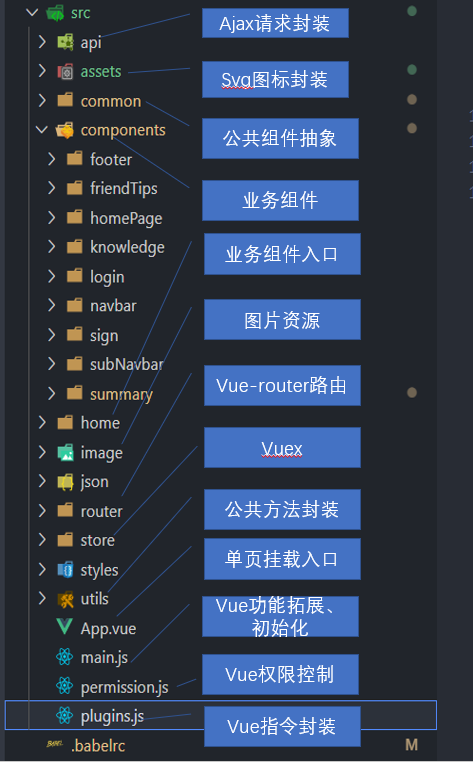 src
Ajax请求封装
api
assets
Svg图标封装
common
公共组件抽象
components
footer
friendTips
业务组件
homePage
knowledge
业务组件入口
login
navbar
图片资源
sign
subNavbar
Vue-router路由
summary
home
image
Vuex
json
router
公共方法封装
store
单页挂载入口
styles
utils
Vue功能拓展、
初始化
App.vue
main.js
Vue权限控制
permission.js
plugins.js
Vue指令封装
.babelrc
M